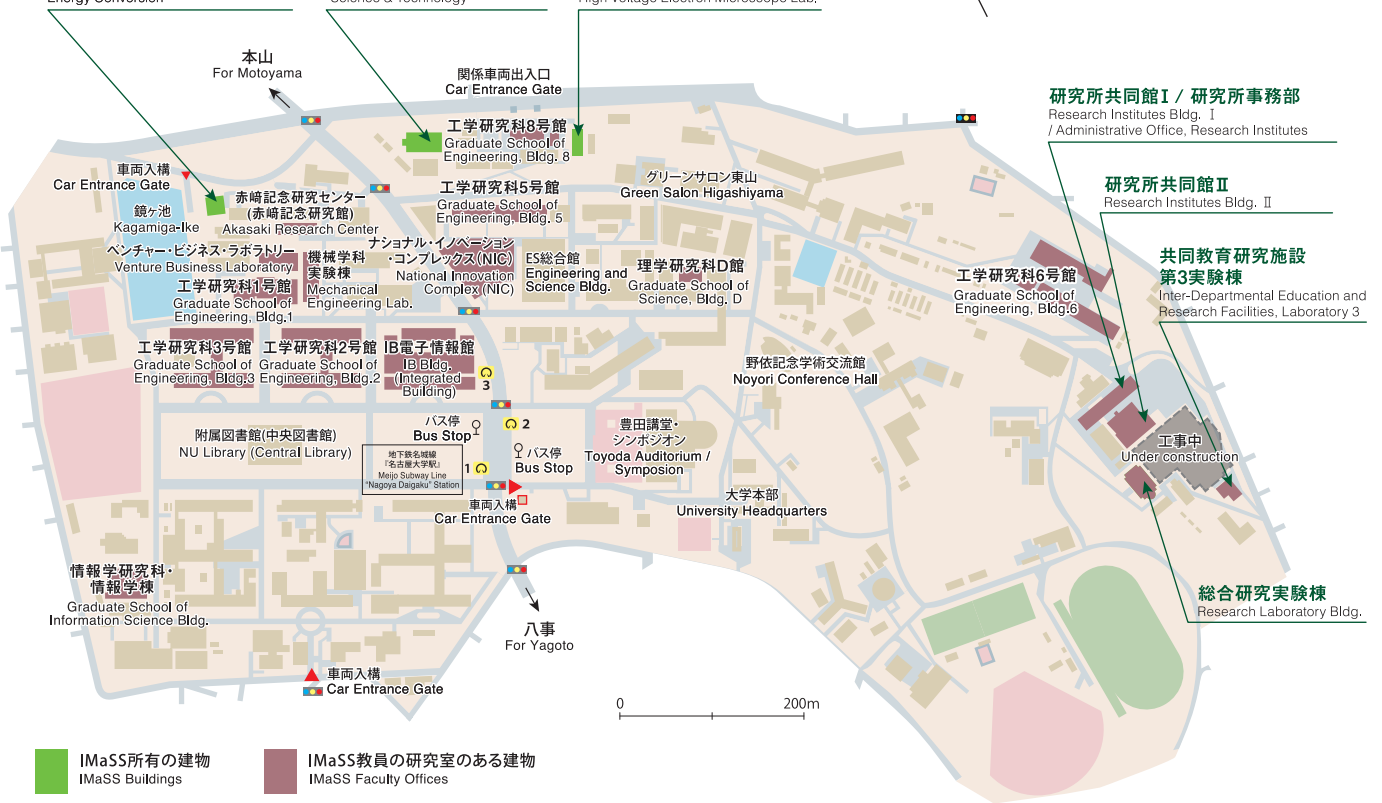 Energy Conversion
Science & Technology
High Voltage Electron Microscope Lab,
本山
For Motoyama
関係車両出入口
Car Entrance Gate
研究所共同館I / 研究所事務部
Research Institutes Bldg. I
/ Administrative Office, Research Institutes
研究所共同館II
Research Institutes Bldg. II
共同教育研究施設
第3実験棟
Inter-Departmental Education and
Research Facilities, Laboratory 3
工学研究科8号館
Graduate School of
Engineering, Bldg. 8
車両入構
Car Entrance Gate
鏡ヶ池
Kagamiga-Ike
赤﨑記念研究センター
(赤﨑記念研究館)
Akasaki Research Center
工学研究科5号館
Graduate School of
Engineering, Bldg. 5
グリーンサロン東山
Green Salon Higashiyama
ベンチャー・ビジネス・ラボラトリー
Venture Business Laboratory
機械学科
実験棟
Mechanical
Engineering Lab.
ナショナル・イノベーション
・コンプレックス(NIC)
National Innovation
Complex (NIC)
ES総合館
Engineering and
Science Bldg.
理学研究科D館
Graduate School of
Science, Bldg. D
工学研究科6号館
Graduate School of
Engineering, Bldg.6
工学研究科1号館
Graduate School of
Engineering, Bldg.1
工学研究科3号館
Graduate School of
Engineering, Bldg.3
工学研究科2号館
Graduate School of
Engineering, Bldg.2
IB電子情報館
IB Bldg.
(Integrated
Building)
3
野依記念学術交流館
Noyori Conference Hall
附属図書館(中央図書館)
NU Library (Central Library)
バス停
Bus Stop
2
バス停
Bus Stop
豊田講堂・
シンポジオン
Toyoda Auditorium /
Symposion
工事中
Under construction
地下鉄名城線
『名古屋大学駅』
Meijo Subway Line
"Nagoya Daigaku" Station
1
車両入構
Car Entrance Gate
大学本部
University Headquarters
情報学研究科・
情報学棟
Graduate School of
Information Science Bldg.
総合研究実験棟
Research Laboratory Bldg.
八事
For Yagoto
車両入構
Car Entrance Gate
0 200m
IMaSS所有の建物
IMaSS Buildings
IMaSS教員の研究室のある建物
IMaSS Faculty Offices